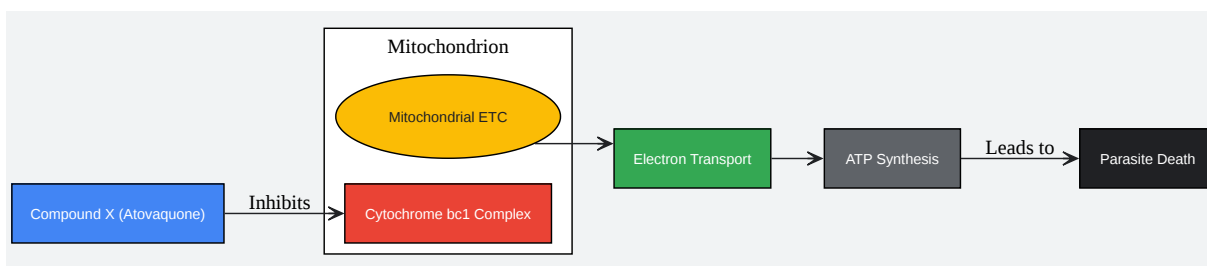 Mitochondrion
Mitochondrial ETC
Compound X (Atovaquone)
Inhibits
Cytochrome bc1 Complex
Electron Transport
ATP Synthesis
Leads to
Parasite Death